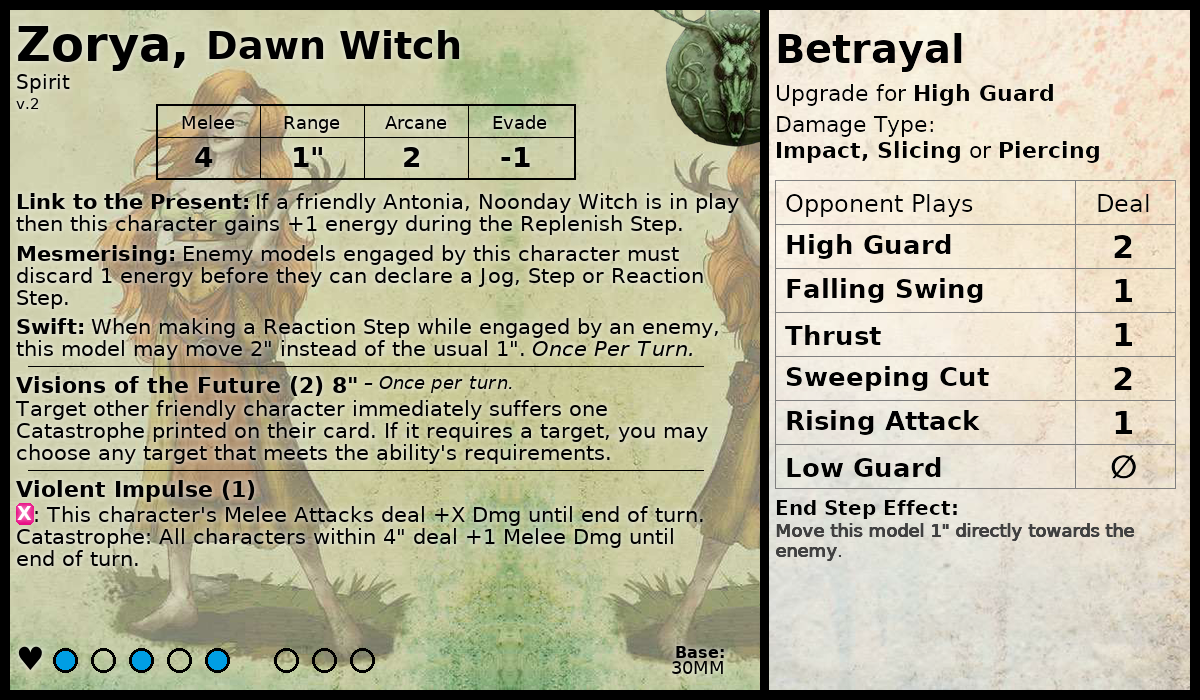 Zorya, Dawn Witch
Spirit
v.2
Melee Range Arcane Evade
4 1" 2 -1
Link to the Present: If a friendly Antonia, Noonday Witch is in play
then this character gains +1 energy during the Replenish Step.
Mesmerising: Enemy models engaged by this character must
discard 1 energy before they can declare a Jog, Step or Reaction
Step.
Swift: When making a Reaction Step while engaged by an enemy,
this model may move 2" instead of the usual 1". Once Per Turn.
Visions of the Future (2) 8" – Once per turn.
Target other friendly character immediately suffers one
Catastrophe printed on their card. If it requires a target, you may
choose any target that meets the ability's requirements.
Violent Impulse (1)
X: This character's Melee Attacks deal +X Dmg until end of turn.
Catastrophe: All characters within 4" deal +1 Melee Dmg until
end of turn.
Base:
30MM
Betrayal
Upgrade for High Guard
Damage Type:
Impact, Slicing or Piercing
Opponent Plays Deal
High Guard 2
Falling Swing 1
Thrust 1
Sweeping Cut 2
Rising Attack 1
Low Guard ∅
End Step Effect:
Move this model 1" directly towards the
enemy.